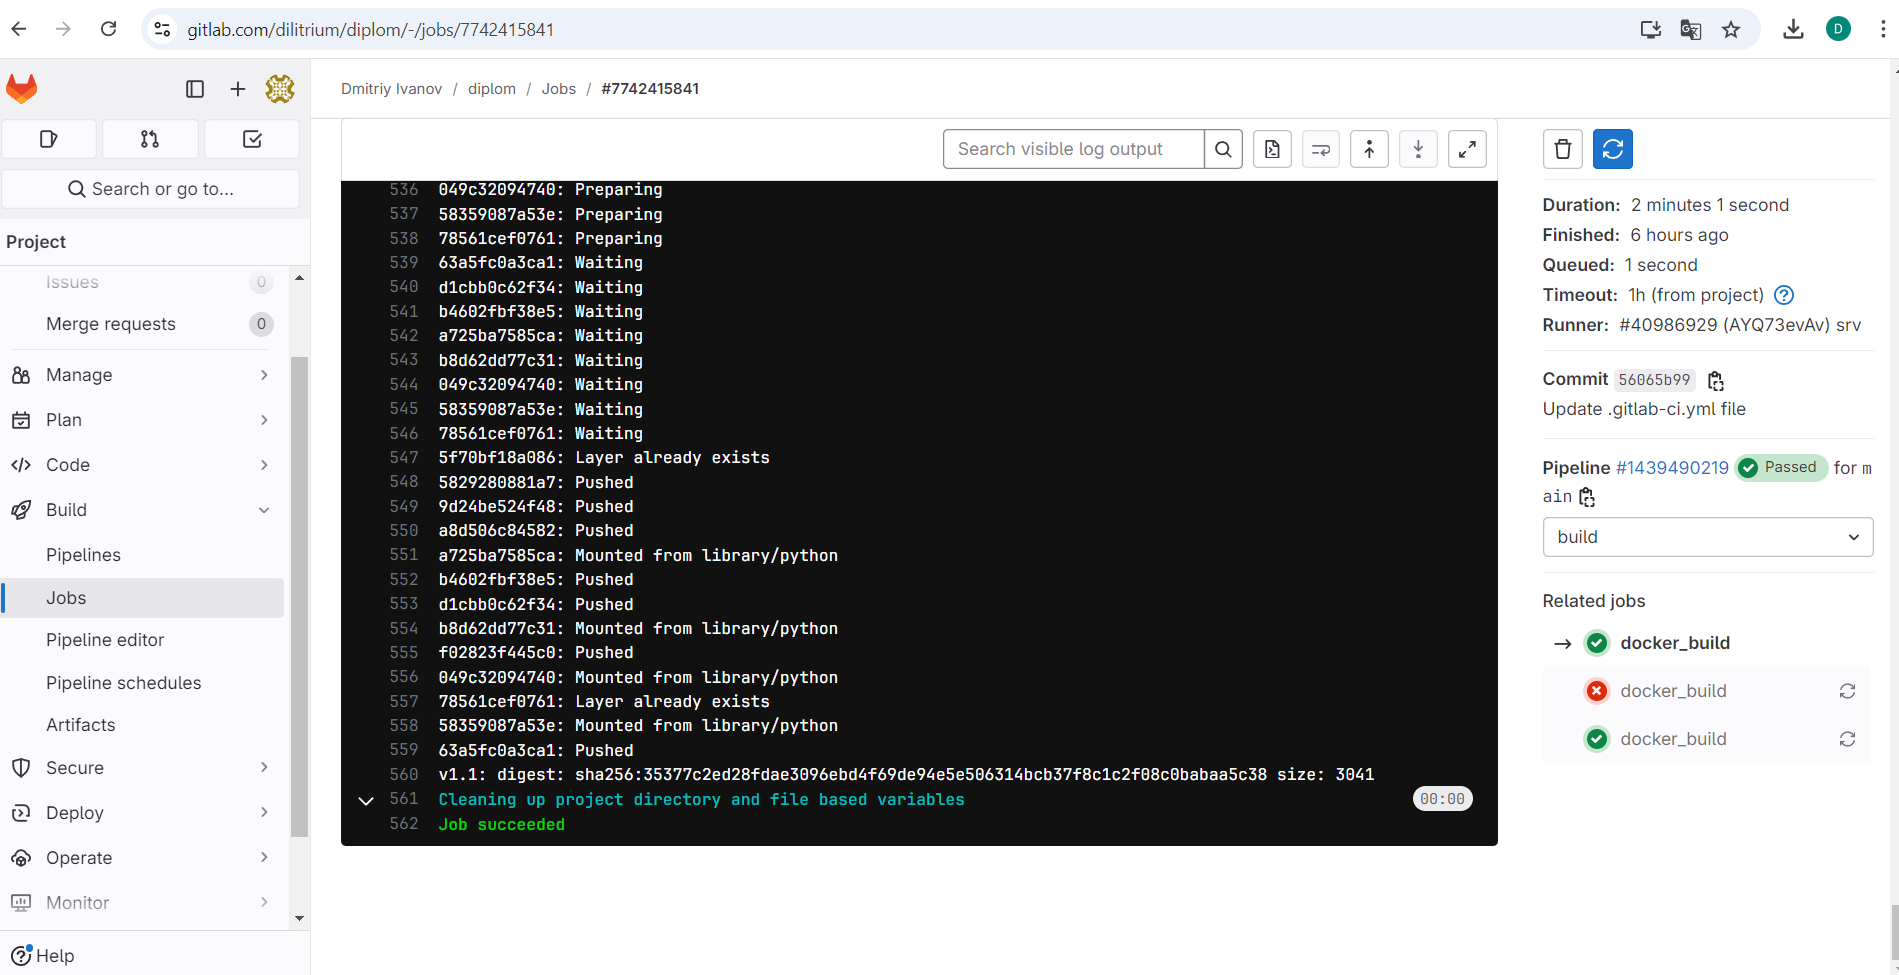 gitlab.com/dilitrium/diplom/-/jobs/7742415841
D
Search or go to...
Project
Issues 0
Merge requests 0
Manage
Plan
Code
Build
Pipelines
Jobs
Pipeline editor
Pipeline schedules
Artifacts
Secure
Deploy
Operate
Monitor
Help
Dmitriy Ivanov / diplom / Jobs / #7742415841
Search visible log output
536 049c32094740: Preparing
537 58359087a53e: Preparing
538 78561cef0761: Preparing
539 63a5fc0a3ca1: Waiting
540 d1cbb0c62f34: Waiting
541 b4602fbf38e5: Waiting
542 a725ba7585ca: Waiting
543 b8d62dd77c31: Waiting
544 049c32094740: Waiting
545 58359087a53e: Waiting
546 78561cef0761: Waiting
547 5f70bf18a086: Layer already exists
548 5829280881a7: Pushed
549 9d24be524f48: Pushed
550 a8d506c84582: Pushed
551 a725ba7585ca: Mounted from library/python
552 b4602fbf38e5: Pushed
553 d1cbb0c62f34: Pushed
554 b8d62dd77c31: Mounted from library/python
555 f02823f445c0: Pushed
556 049c32094740: Mounted from library/python
557 78561cef0761: Layer already exists
558 58359087a53e: Mounted from library/python
559 63a5fc0a3ca1: Pushed
560 v1.1: digest: sha256:35377c2ed28fdae3096ebd4f69de94e5e506314bcb37f8c1c2f08c0babaa5c38 size: 3041
561 Cleaning up project directory and file based variables 00:00
562 Job succeeded
Duration: 2 minutes 1 second
Finished: 6 hours ago
Queued: 1 second
Timeout: 1h (from project)
Runner: #40986929 (AYQ73evAv) srv
Commit 56065b99
Update .gitlab-ci.yml file
Pipeline #1439490219 Passed for m
ain
build
Related jobs
docker_build
docker_build
docker_build